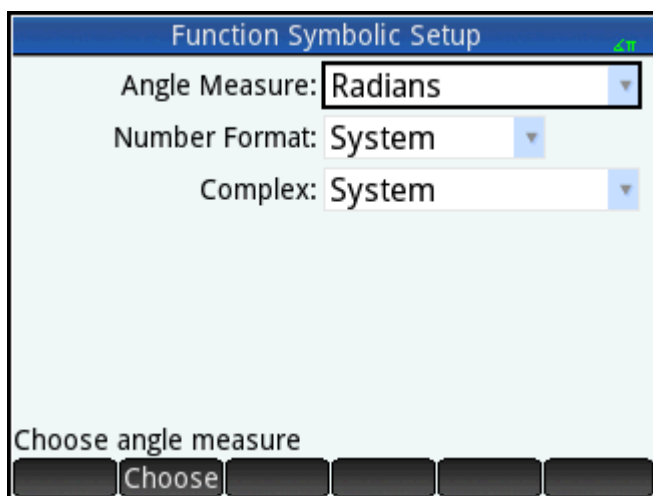 Function Symbolic Setup
∡π
Angle Measure: Radians
Number Format: System
Complex: System
Choose angle measure
Choose